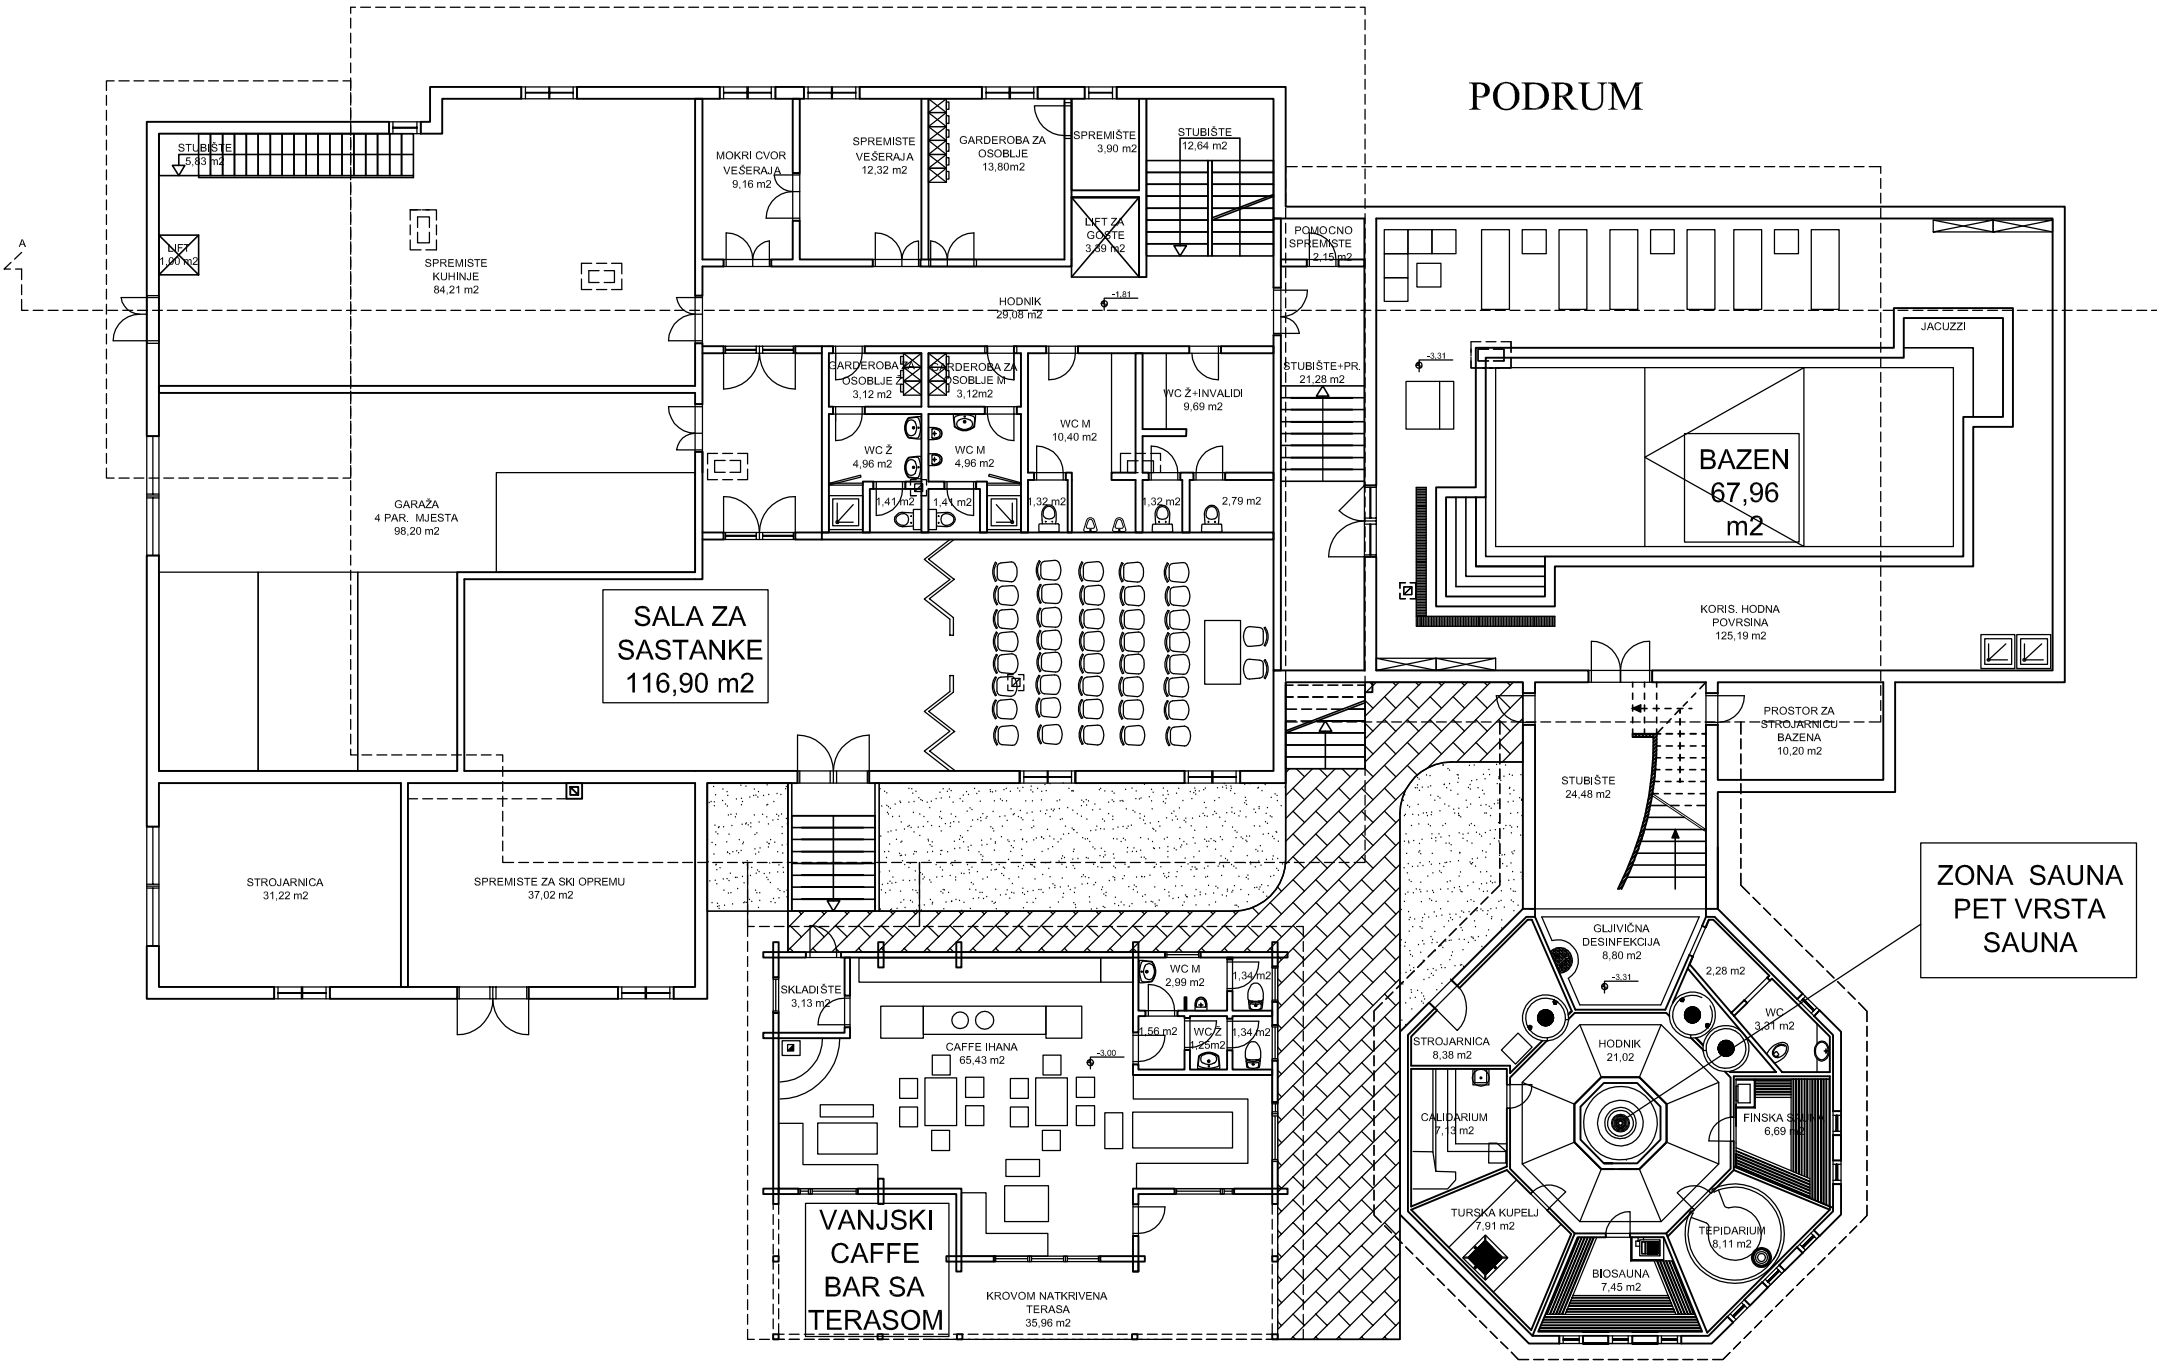 PODRUM
STUBIŠTE
5,83 m2
LIFT
1,00 m2
SPREMISTE
KUHINJE
84,21 m2
MOKRI CVOR
VEŠERAJA
9,16 m2
SPREMISTE
VEŠERAJA
12,32 m2
GARDEROBA ZA
OSOBLJE
13,80m2
SPREMIŠTE
3,90 m2
STUBIŠTE
12,64 m2
LIFT ZA
GOSTE
3,39 m2
POMOCNO
SPREMISTE
2,15 m2
A
HODNIK
29,08 m2
-1,81
JACUZZI
-3,31
GARDEROBA ZA
OSOBLJE Ž
3,12 m2
GARDEROBA ZA
OSOBLJE M
3,12m2
STUBIŠTE+PR.
21,28 m2
WC Ž+INVALIDI
9,69 m2
WC M
10,40 m2
WC Ž
4,96 m2
WC M
4,96 m2
1,41 m2
1,41 m2
1,32 m2
1,32 m2
2,79 m2
BAZEN
67,96
m2
GARAŽA
4 PAR. MJESTA
98,20 m2
SALA ZA
SASTANKE
116,90 m2
KORIS. HODNA
POVRSINA
125,19 m2
PROSTOR ZA
STROJARNICU
BAZENA
10,20 m2
STUBIŠTE
24,48 m2
STROJARNICA
31,22 m2
SPREMISTE ZA SKI OPREMU
37,02 m2
ZONA SAUNA
PET VRSTA
SAUNA
GLJIVIČNA
DESINFEKCIJA
8,80 m2
-3,31
2,28 m2
WC
3,31 m2
SKLADIŠTE
3,13 m2
WC M
2,99 m2
1,34 m2
1,56 m2
WC Ž
1,25m2
1,34 m2
CAFFE IHANA
65,43 m2
-3,00
STROJARNICA
8,38 m2
HODNIK
21,02
CALIDARIUM
7,13 m2
FINSKA SAUNA
6,69 m2
TURSKA KUPELJ
7,91 m2
TEPIDARIUM
8,11 m2
BIOSAUNA
7,45 m2
VANJSKI
CAFFE
BAR SA
TERASOM
KROVOM NATKRIVENA
TERASA
35,96 m2